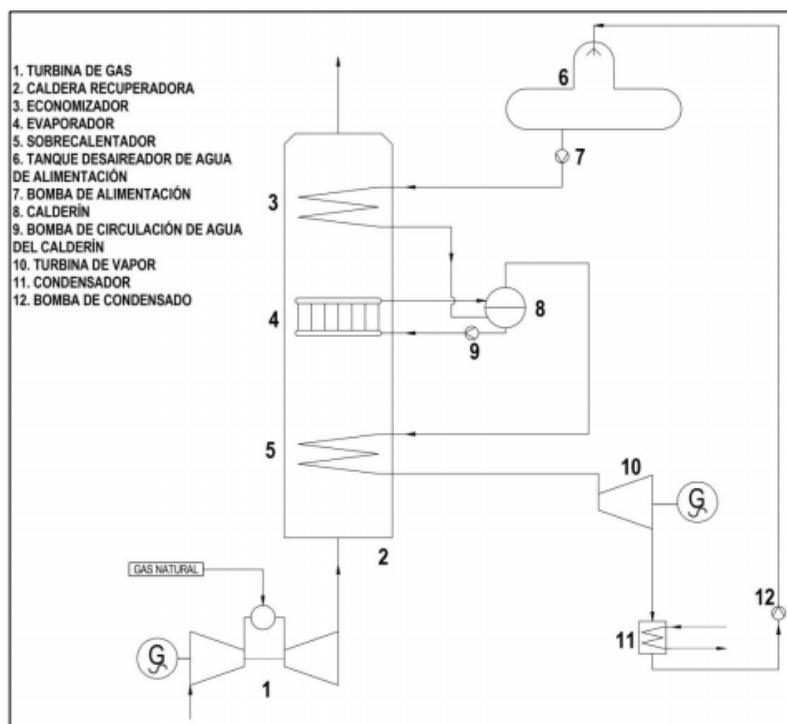 1. TURBINA DE GAS
2. CALDERA RECUPERADORA
3. ECONOMIZADOR
4. EVAPORADOR
5. SOBRECALENTADOR
6. TANQUE DESAIREADOR DE AGUA
DE ALIMENTACIÓN
7. BOMBA DE ALIMENTACIÓN
8. CALDERÍN
9. BOMBA DE CIRCULACIÓN DE AGUA
DEL CALDERÍN
10. TURBINA DE VAPOR
11. CONDENSADOR
12. BOMBA DE CONDENSADO
6
7
3
8
4
9
5
10
G
2
GAS NATURAL
12
11
G
1